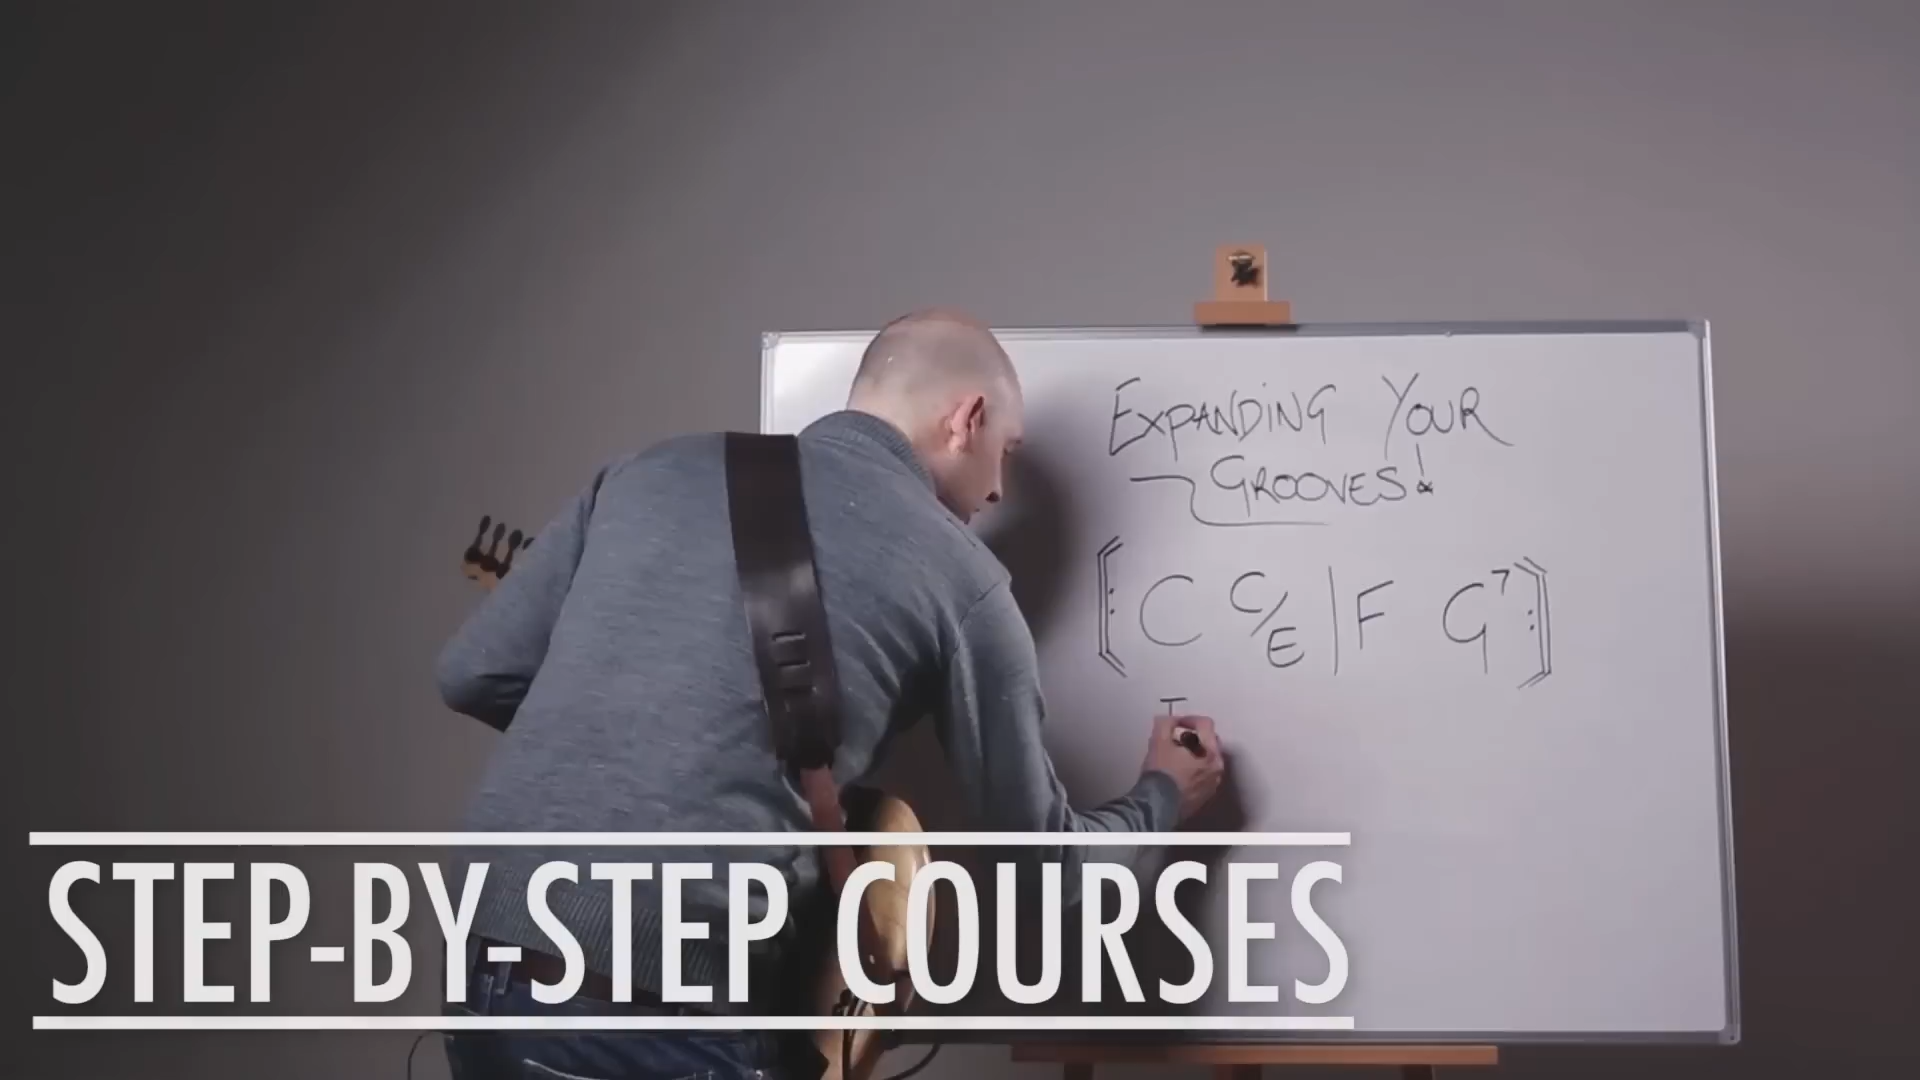 EXPANDING YOUR
GROOVES!
C C/E | F G7
I
STEP-BY-STEP COURSES